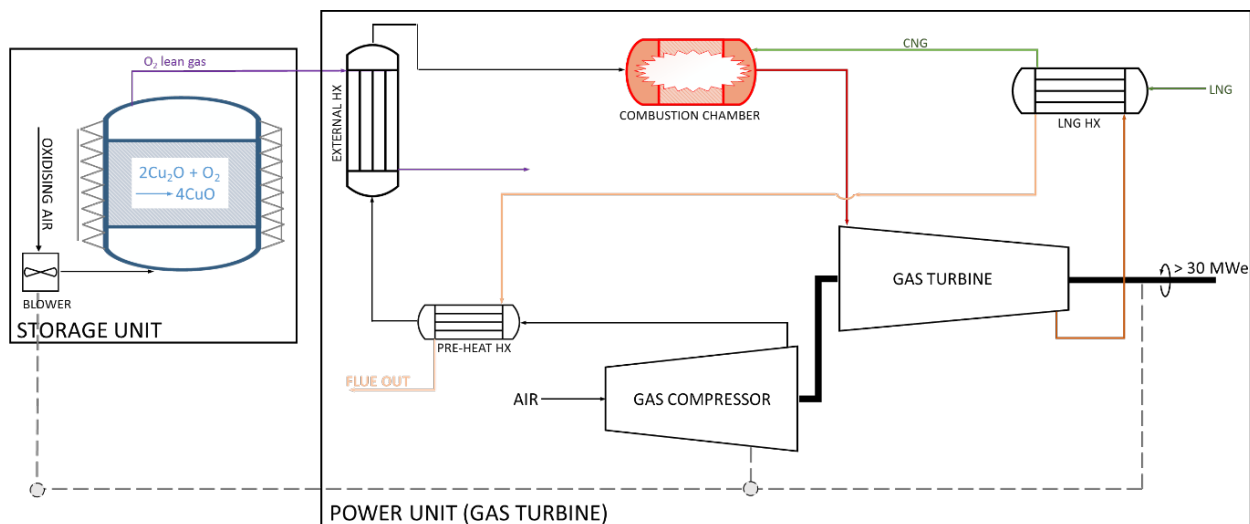 O₂ lean gas
OXIDISING AIR
2Cu₂O + O₂
4CuO
BLOWER
STORAGE UNIT
EXTERNAL HX
COMBUSTION CHAMBER
CNG
LNG
LNG HX
GAS TURBINE
> 30 MWe
PRE-HEAT HX
FLUE OUT
AIR
GAS COMPRESSOR
POWER UNIT (GAS TURBINE)